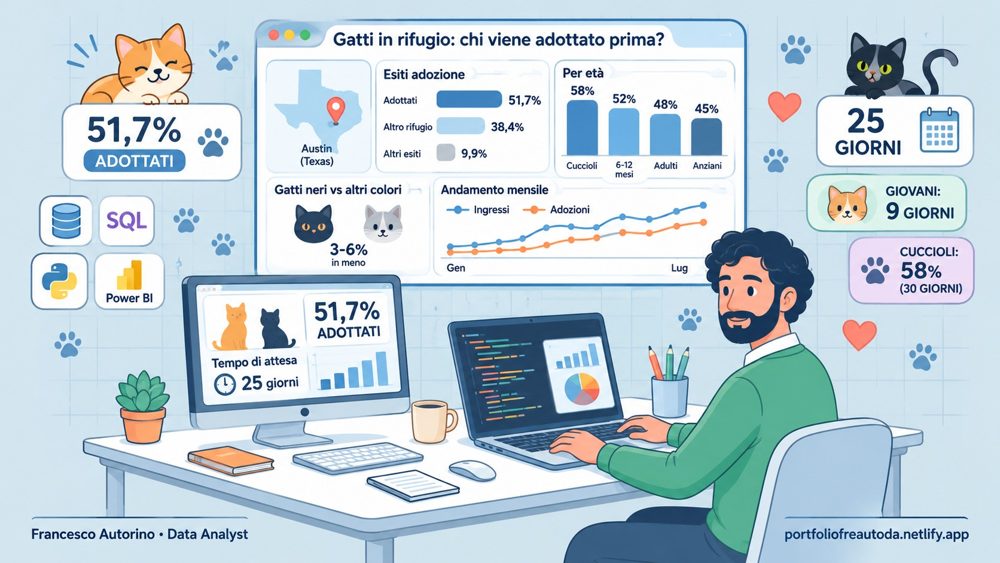 Gatti in rifugio: chi viene adottato prima?
51,7%
ADOTTATI
SQL
Power BI
Austin
(Texas)
Esiti adozione
Adottati
51,7%
Altro rifugio
38,4%
Altri esiti
9,9%
Per età
58%
52%
48%
45%
Cuccioli
6-12
mesi
Adulti
Anziani
Gatti neri vs altri colori
3-6%
in meno
Andamento mensile
Ingressi
Adozioni
Gen
Lug
25
GIORNI
GIOVANI:
9 GIORNI
CUCCIOLI:
58%
(30 GIORNI)
51,7%
ADOTTATI
Tempo di attesa
25 giorni
Francesco Autorino • Data Analyst
portfoliofreautoda.netlify.app